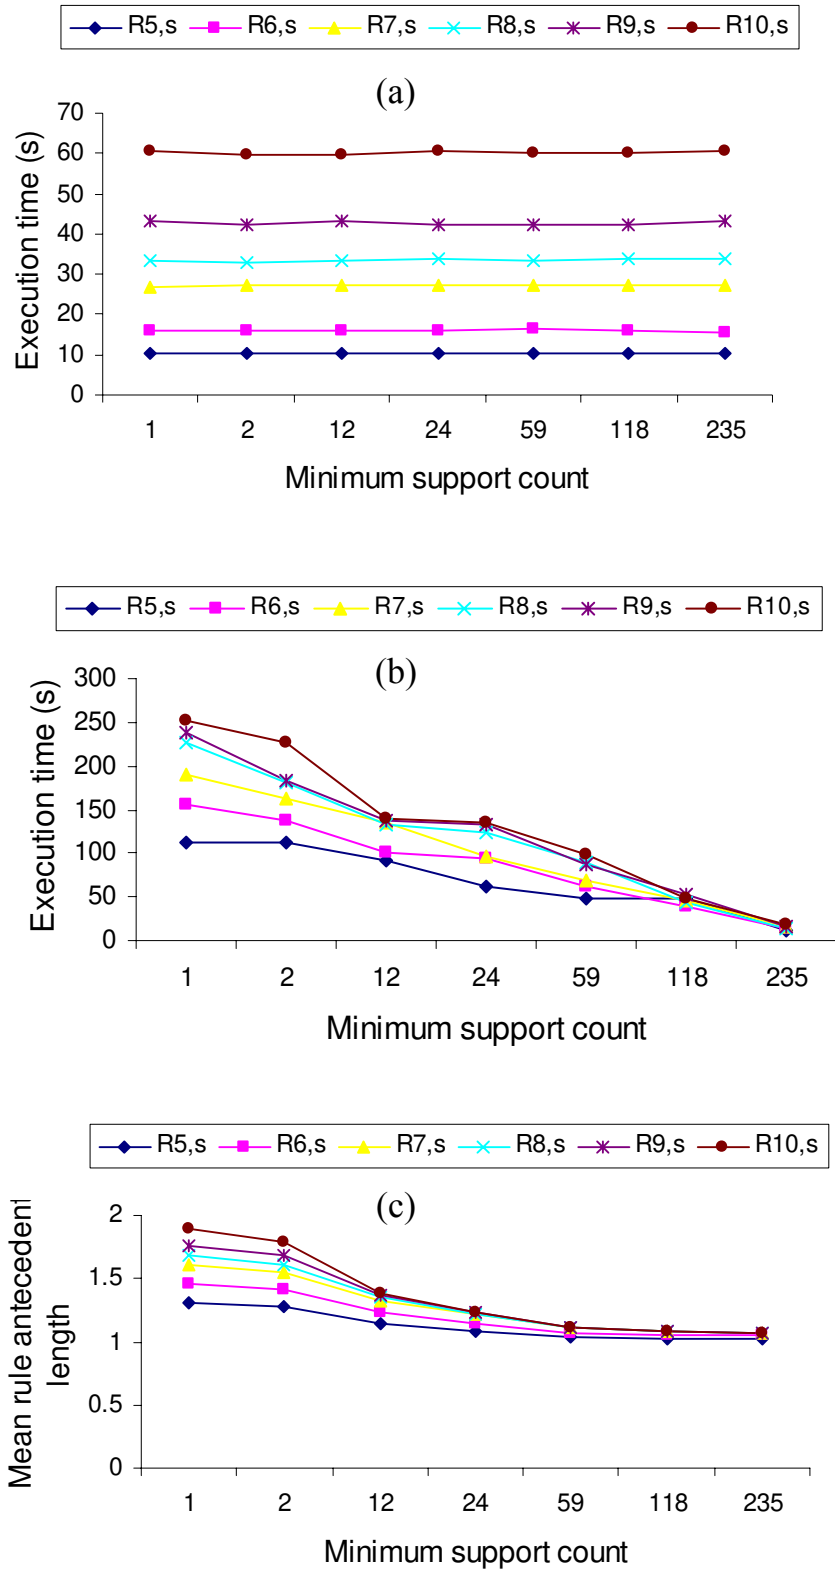 R5,s R6,s R7,s R8,s R9,s R10,s
(a)
Execution time (s)
70
60
50
40
30
20
10
0
1 2 12 24 59 118 235
Minimum support count
R5,s R6,s R7,s R8,s R9,s R10,s
(b)
Execution time (s)
300
250
200
150
100
50
0
1 2 12 24 59 118 235
Minimum support count
R5,s R6,s R7,s R8,s R9,s R10,s
(c)
Mean rule antecedent
length
2
1.5
1
0.5
0
1 2 12 24 59 118 235
Minimum support count